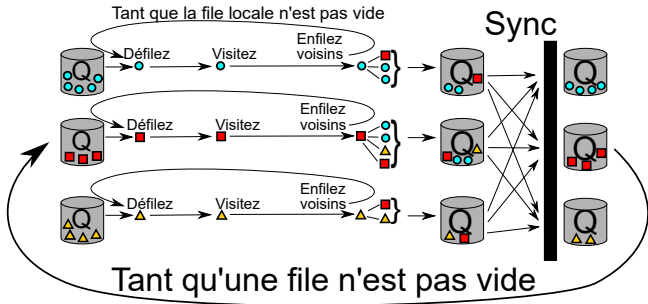 Tant que la file locale n'est pas vide
Sync
Défilez
Visitez
Enfilez
voisins
Q
Q
Q
Défilez
Visitez
Enfilez
voisins
Q
Q
Q
Défilez
Visitez
Enfilez
voisins
Q
Q
Q
Tant qu'une file n'est pas vide